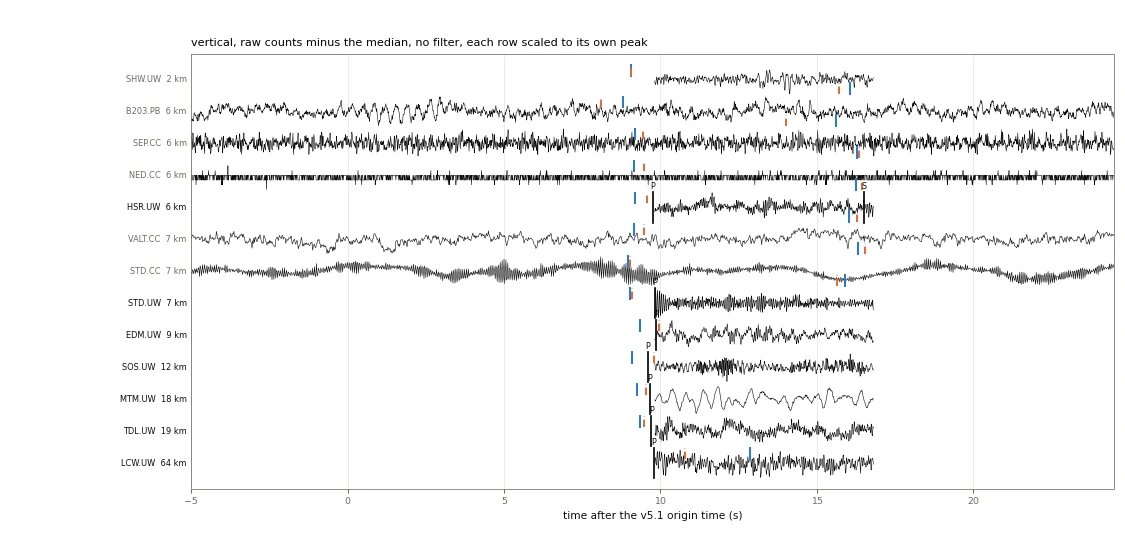 vertical, raw counts minus the median, no filter, each row scaled to its own peak
SHW.UW 2 km
B203.PB 6 km
SEP.CC 6 km
NED.CC 6 km
P
S
HSR.UW 6 km
VALT.CC 7 km
STD.CC 7 km
STD.UW 7 km
EDM.UW 9 km
P
SOS.UW 12 km
P
MTM.UW 18 km
P
TDL.UW 19 km
P
LCW.UW 64 km
−5 0 5 10 15 20
time after the v5.1 origin time (s)